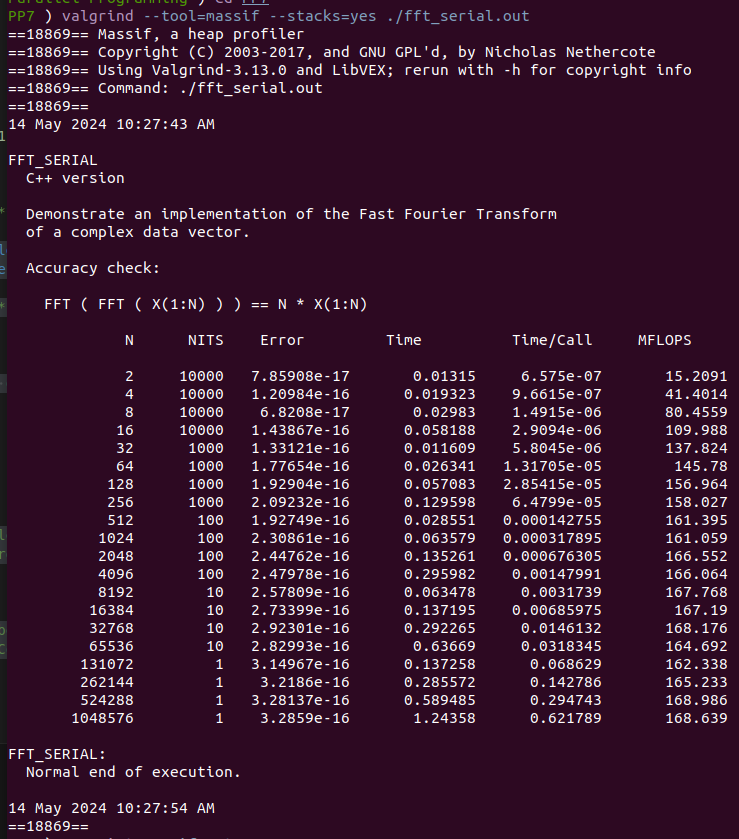 PP7 ) valgrind --tool=massif --stacks=yes ./fft_serial.out
==18869== Massif, a heap profiler
==18869== Copyright (C) 2003-2017, and GNU GPL'd, by Nicholas Nethercote
==18869== Using Valgrind-3.13.0 and LibVEX; rerun with -h for copyright info
==18869== Command: ./fft_serial.out
==18869==
14 May 2024 10:27:43 AM
FFT_SERIAL
C++ version
Demonstrate an implementation of the Fast Fourier Transform
of a complex data vector.
Accuracy check:
FFT ( FFT ( X(1:N) ) ) == N * X(1:N)
N NITS Error Time Time/Call MFLOPS
2 10000 7.85908e-17 0.01315 6.575e-07 15.2091
4 10000 1.20984e-16 0.019323 9.6615e-07 41.4014
8 10000 6.8208e-17 0.02983 1.4915e-06 80.4559
16 10000 1.43867e-16 0.058188 2.9094e-06 109.988
32 1000 1.33121e-16 0.011609 5.8045e-06 137.824
64 1000 1.77654e-16 0.026341 1.31705e-05 145.78
128 1000 1.92904e-16 0.057083 2.85415e-05 156.964
256 1000 2.09232e-16 0.129598 6.4799e-05 158.027
512 100 1.92749e-16 0.028551 0.000142755 161.395
1024 100 2.30861e-16 0.063579 0.000317895 161.059
2048 100 2.44762e-16 0.135261 0.000676305 166.552
4096 100 2.47978e-16 0.295982 0.00147991 166.064
8192 10 2.57809e-16 0.063478 0.0031739 167.768
16384 10 2.73399e-16 0.137195 0.00685975 167.19
32768 10 2.92301e-16 0.292265 0.0146132 168.176
65536 10 2.82993e-16 0.63669 0.0318345 164.692
131072 1 3.14967e-16 0.137258 0.068629 162.338
262144 1 3.2186e-16 0.285572 0.142786 165.233
524288 1 3.28137e-16 0.589485 0.294743 168.986
1048576 1 3.2859e-16 1.24358 0.621789 168.639
FFT_SERIAL:
Normal end of execution.
14 May 2024 10:27:54 AM
==18869==